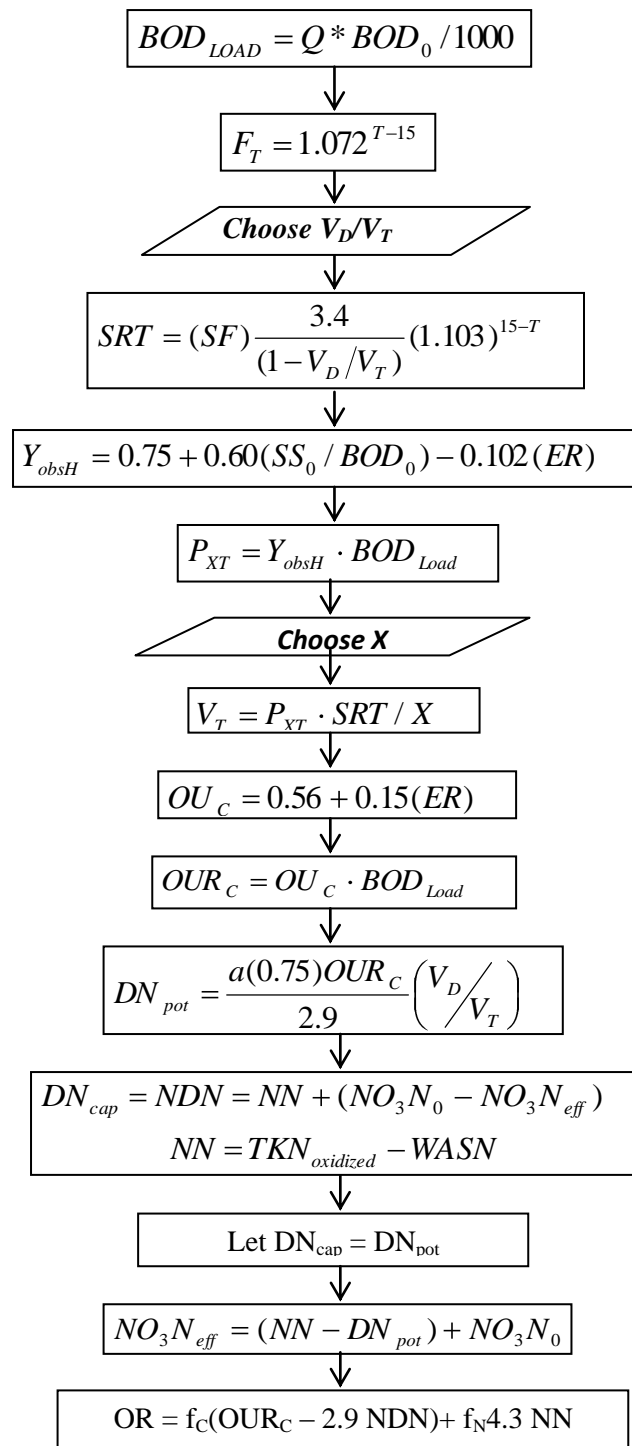 BOD_LOAD = Q * BOD_0 / 1000
F_T = 1.072^{T−15}
Choose V_D/V_T
SRT = (SF) \frac{3.4}{(1 − V_D/V_T)} (1.103)^{15−T}
Y_obsH = 0.75 + 0.60(SS_0 / BOD_0) − 0.102(ER)
P_XT = Y_obsH · BOD_Load
Choose X
V_T = P_XT · SRT / X
OU_C = 0.56 + 0.15(ER)
OUR_C = OU_C · BOD_Load
DN_pot = \frac{a(0.75)OUR_C}{2.9} (V_D/V_T)
DN_cap = NDN = NN + (NO_3N_0 − NO_3N_eff)
NN = TKN_oxidized − WASN
Let DN_cap = DN_pot
NO_3N_eff = (NN − DN_pot) + NO_3N_0
OR = f_C(OUR_C – 2.9 NDN)+ f_N4.3 NN